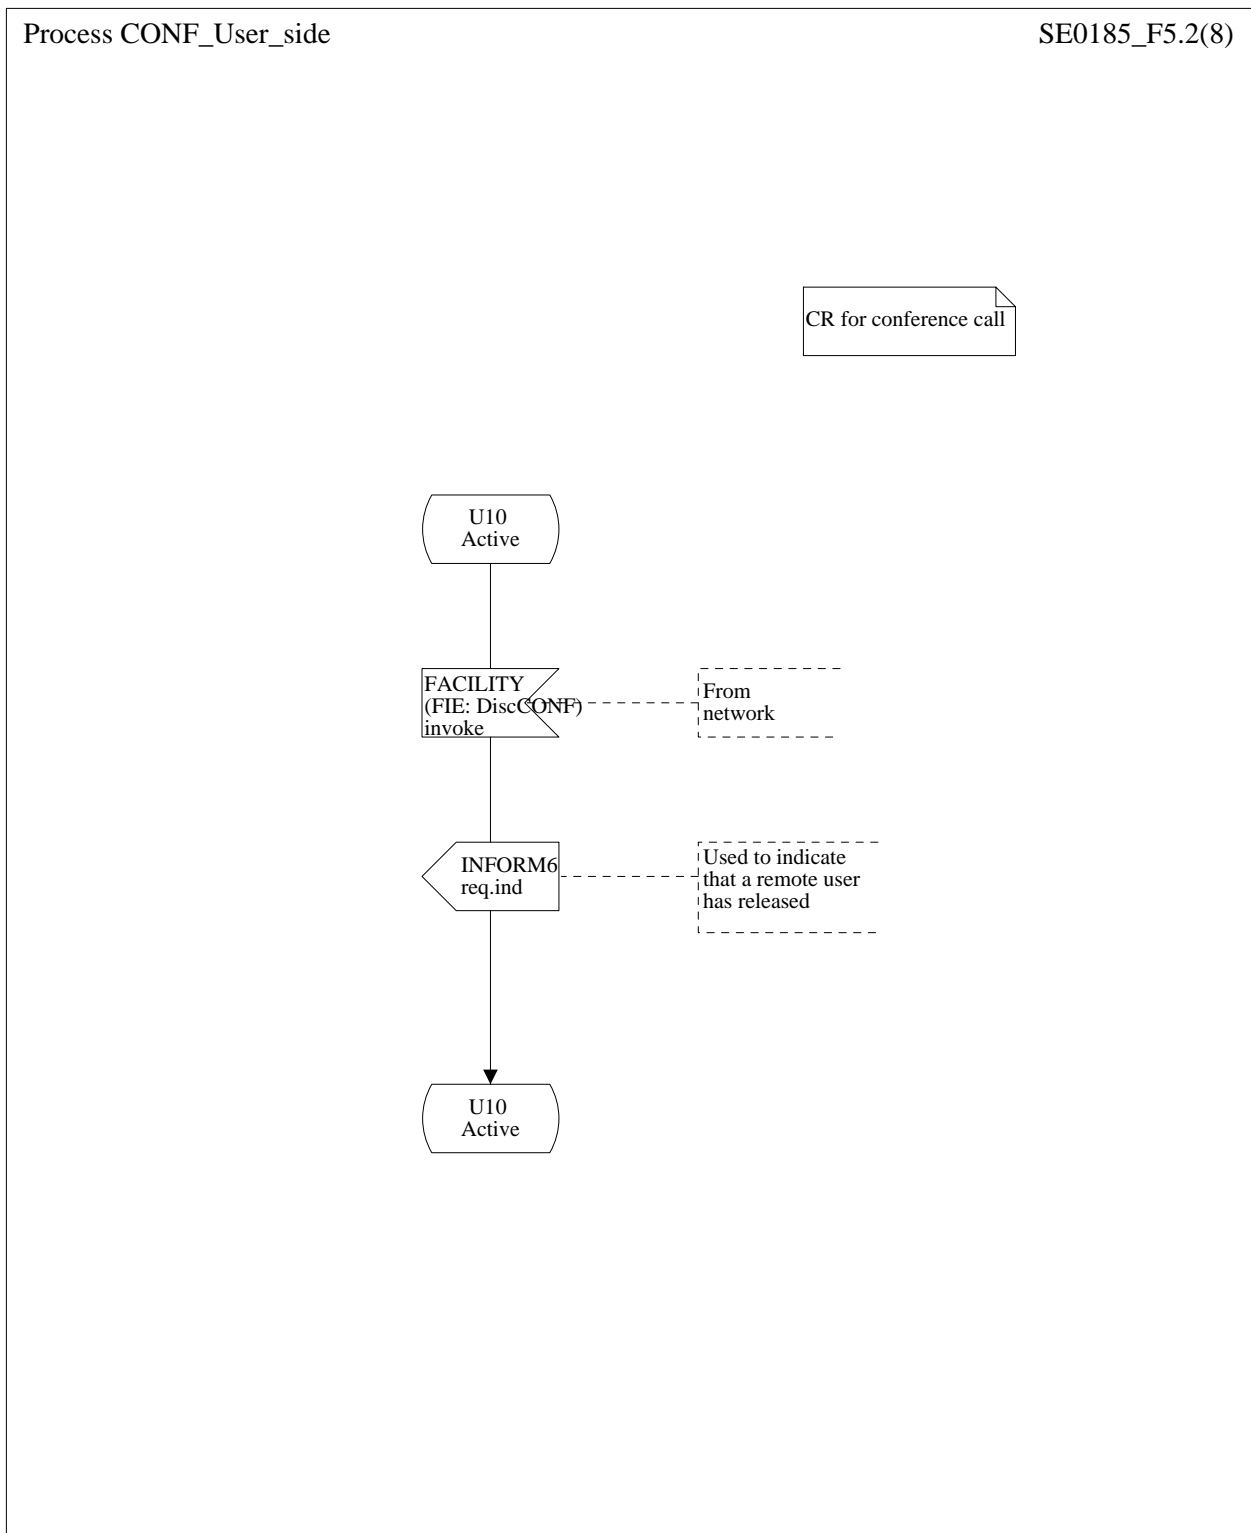 Process CONF_User_side
SE0185_F5.2(8)
CR for conference call
U10
Active
FACILITY
(FIE: DiscCONF)
invoke
From
network
INFORM6
req.ind
Used to indicate
that a remote user
has released
U10
Active